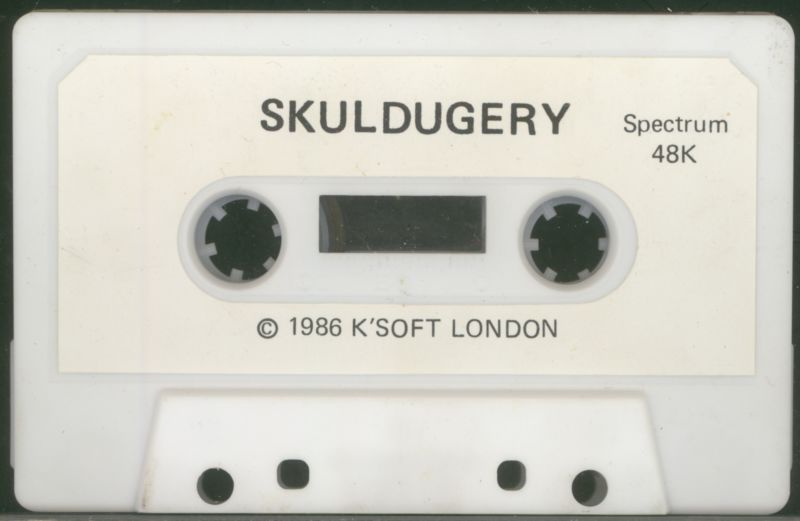 SKULDUGERY
Spectrum
48K
© 1986 K'SOFT LONDON